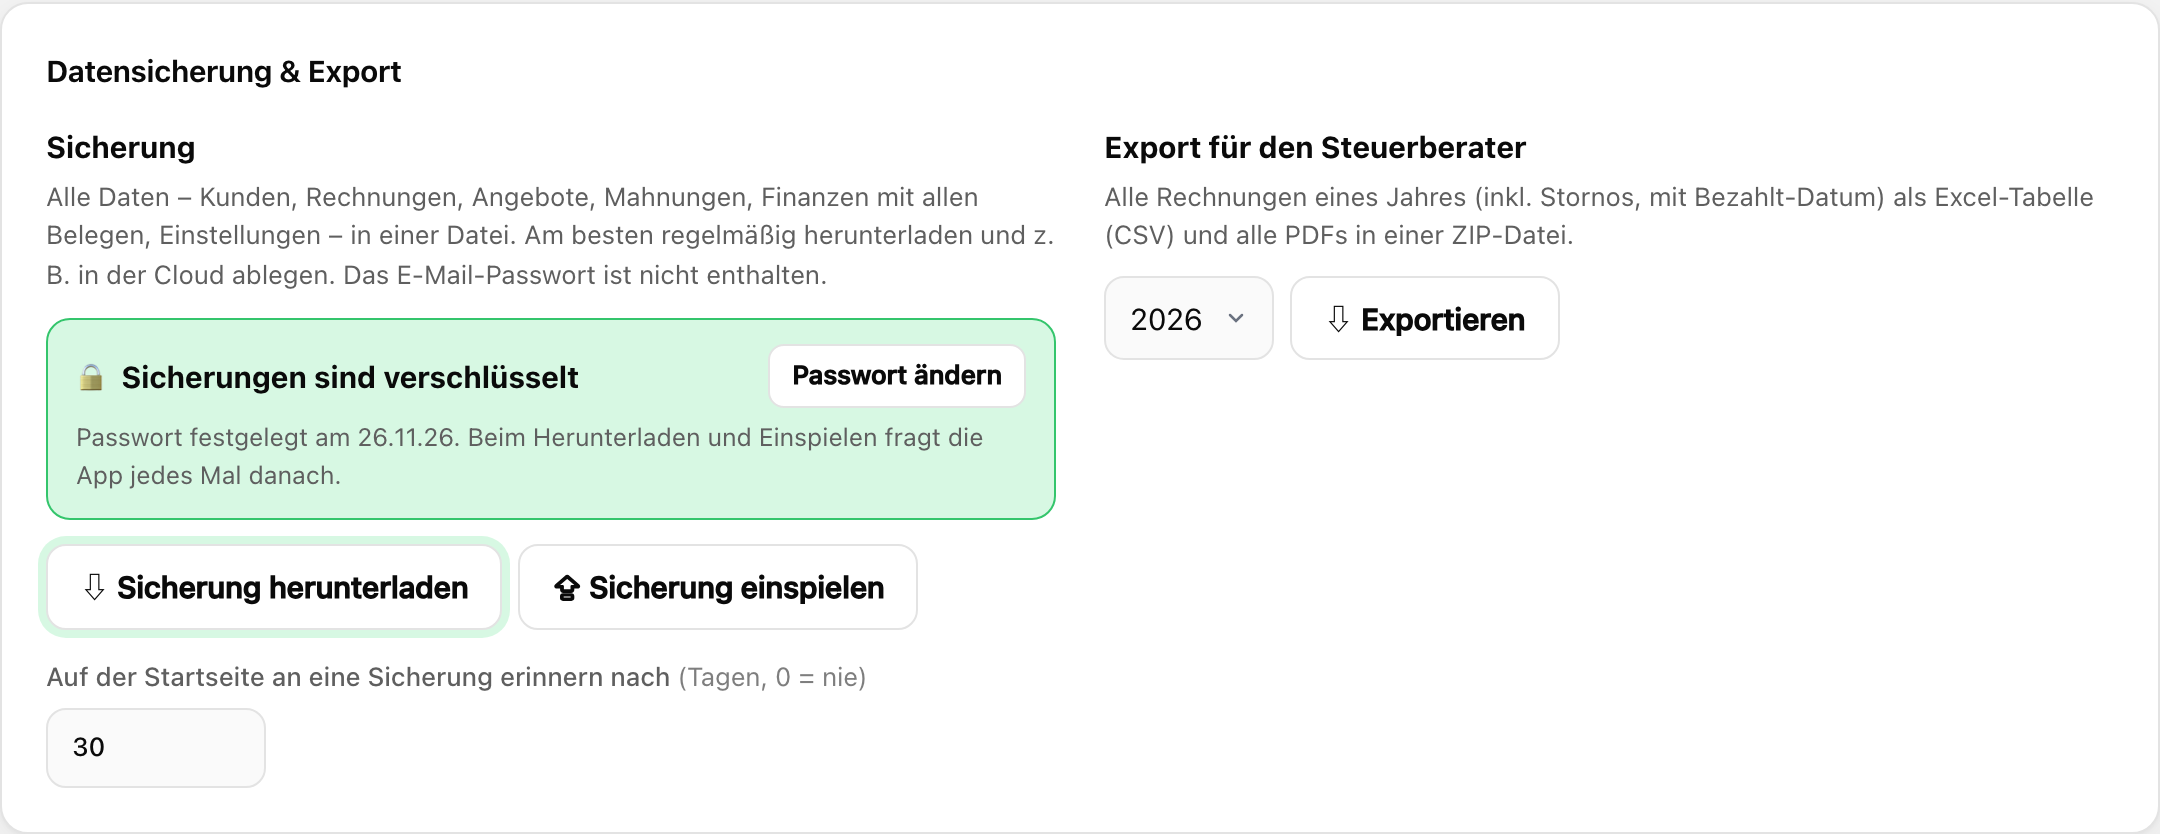 Datensicherung & Export
Sicherung
Alle Daten – Kunden, Rechnungen, Angebote, Mahnungen, Finanzen mit allen
Belegen, Einstellungen – in einer Datei. Am besten regelmäßig herunterladen und z.
B. in der Cloud ablegen. Das E-Mail-Passwort ist nicht enthalten.
🔒 Sicherungen sind verschlüsselt
Passwort ändern
Passwort festgelegt am 26.11.26. Beim Herunterladen und Einspielen fragt die
App jedes Mal danach.
⇩ Sicherung herunterladen
⇪ Sicherung einspielen
Auf der Startseite an eine Sicherung erinnern nach (Tagen, 0 = nie)
30
Export für den Steuerberater
Alle Rechnungen eines Jahres (inkl. Stornos, mit Bezahlt-Datum) als Excel-Tabelle
(CSV) und alle PDFs in einer ZIP-Datei.
2026
⇩ Exportieren